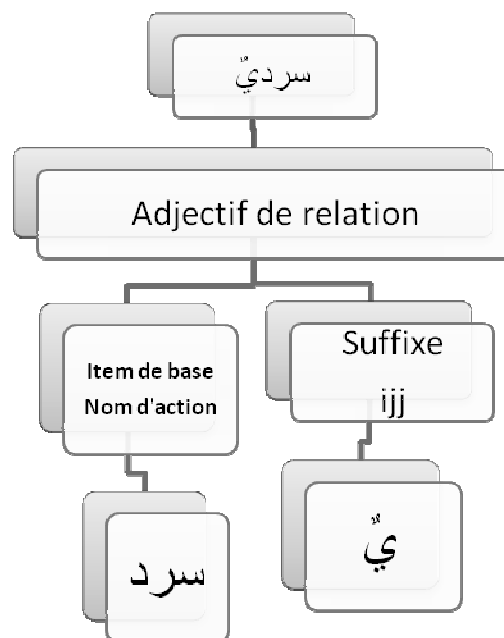 سرديٌّ
Adjectif de relation
Item de base
Nom d'action
Suffixe
ijj
سرد
يٌّ